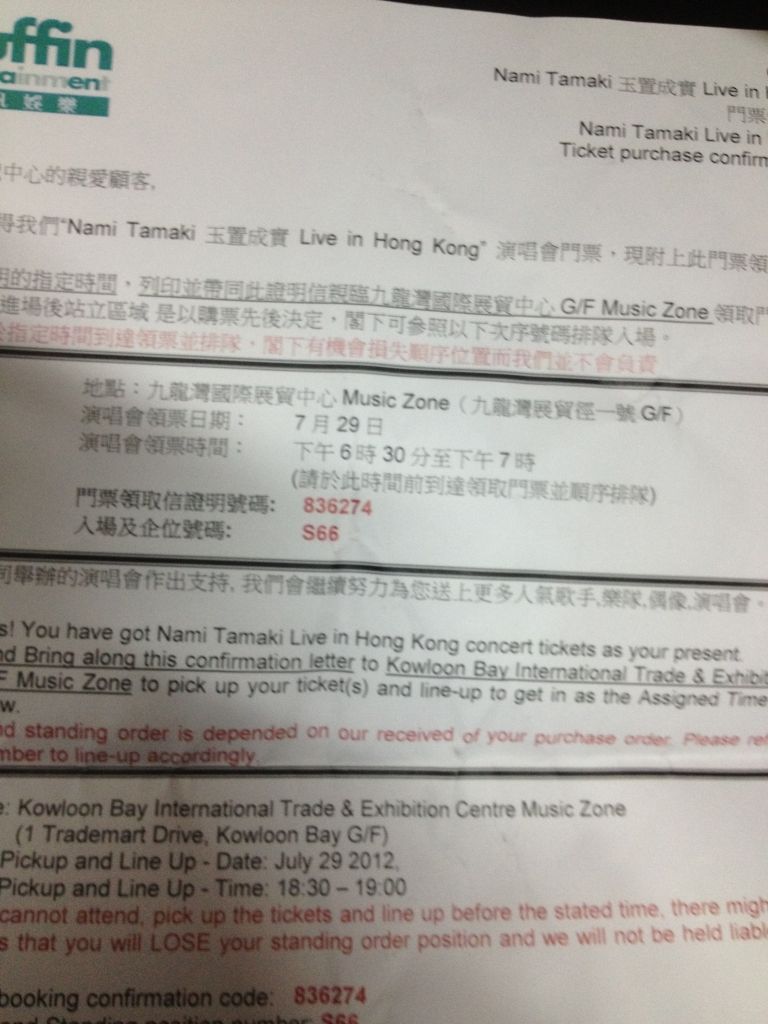 ffin
ainment
娛樂
Nami Tamaki 玉置成實 Live in
門票
Nami Tamaki Live in
Ticket purchase confirm
中心的親愛顧客,
得我們“Nami Tamaki 玉置成實 Live in Hong Kong” 演唱會門票，現附上此門票領
明的指定時間，列印並帶同此證明信親臨九龍灣國際展貿中心 G/F Music Zone 領取門
進場後站立區域 是以購票先後決定，閣下可參照以下次序號碼排隊入場。
指定時間到達領票並排隊，閣下有機會損失順序位置而我們並不會負責
地點：九龍灣國際展貿中心 Music Zone（九龍灣展貿徑一號 G/F）
演唱會領票日期： 7 月 29 日
演唱會領票時間： 下午 6 時 30 分至下午 7 時
(請於此時間前到達領取門票並順序排隊)
門票領取信證明號碼: 836274
入場及企位號碼: S66
司舉辦的演唱會作出支持, 我們會繼續努力為您送上更多人氣歌手,樂隊,偶像,演唱會。
s! You have got Nami Tamaki Live in Hong Kong concert tickets as your present.
nd Bring along this confirmation letter to Kowloon Bay International Trade & Exhibit
F Music Zone to pick up your ticket(s) and line-up to get in as the Assigned Time
w.
nd standing order is depended on our received of your purchase order. Please ref
mber to line-up accordingly.
e: Kowloon Bay International Trade & Exhibition Centre Music Zone
(1 Trademart Drive, Kowloon Bay G/F)
Pickup and Line Up - Date: July 29 2012,
Pickup and Line Up - Time: 18:30 – 19:00
cannot attend, pick up the tickets and line up before the stated time, there migh
s that you will LOSE your standing order position and we will not be held liabl
booking confirmation code: 836274
and Standing position number: S66